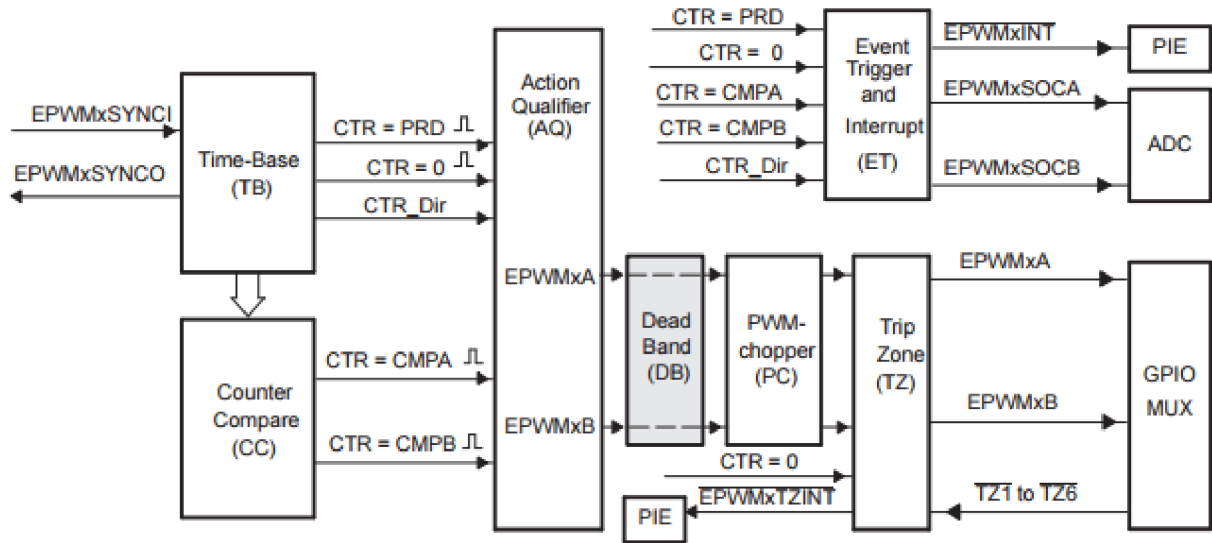 EPWMxSYNCI
EPWMxSYNCO
Time-Base
(TB)
CTR = PRD
CTR = 0
CTR_Dir
Counter
Compare
(CC)
CTR = CMPA
CTR = CMPB
Action
Qualifier
(AQ)
EPWMxA
EPWMxB
CTR = PRD
CTR = 0
CTR = CMPA
CTR = CMPB
CTR_Dir
Event
Trigger
and
Interrupt
(ET)
EPWMxINT
EPWMxSOCA
EPWMxSOCB
PIE
ADC
Dead
Band
(DB)
PWM-
chopper
(PC)
Trip
Zone
(TZ)
CTR = 0
EPWMxTZINT
PIE
EPWMxA
EPWMxB
TZ1 to TZ6
GPIO
MUX